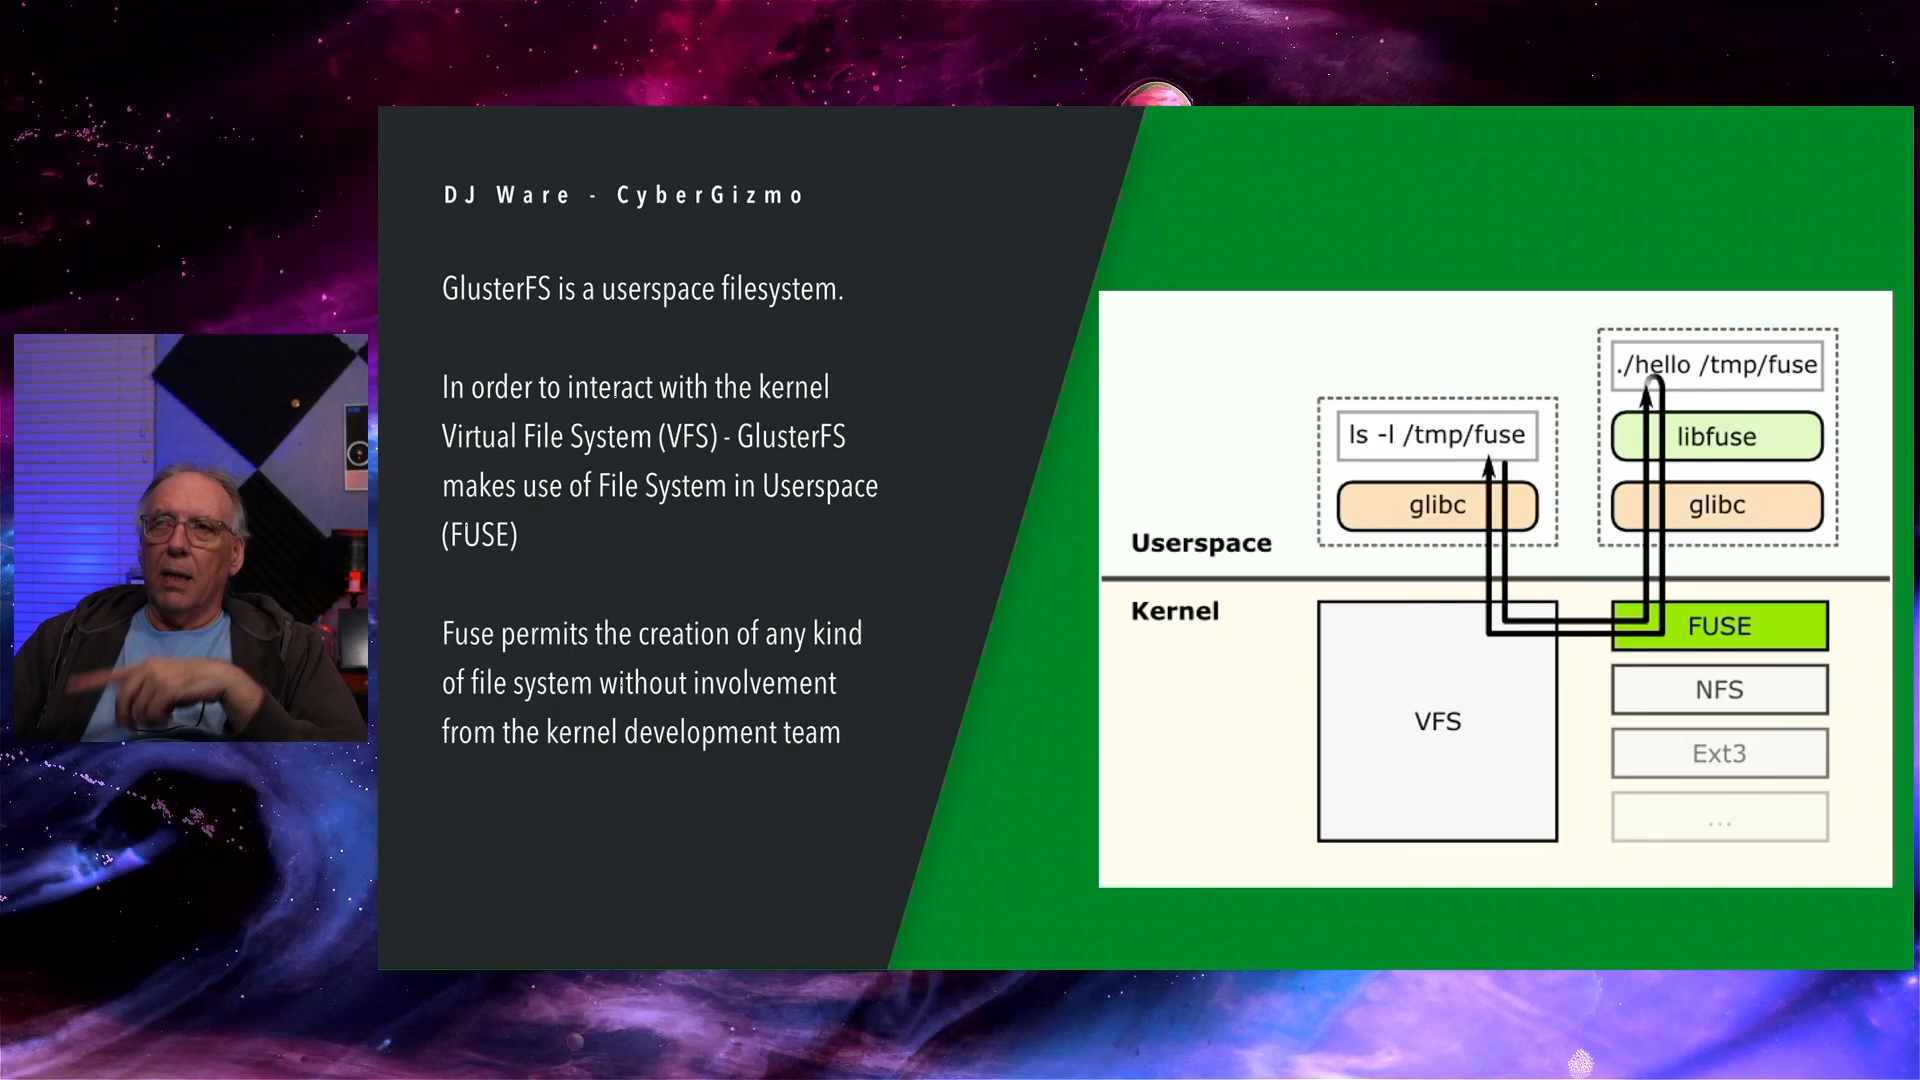 DJ Ware - CyberGizmo
GlusterFS is a userspace filesystem.
In order to interact with the kernel
Virtual File System (VFS) - GlusterFS
makes use of File System in Userspace
(FUSE)
Fuse permits the creation of any kind
of file system without involvement
from the kernel development team
./hello /tmp/fuse
ls -l /tmp/fuse
libfuse
glibc
glibc
Userspace
Kernel
FUSE
NFS
VFS
Ext3
...